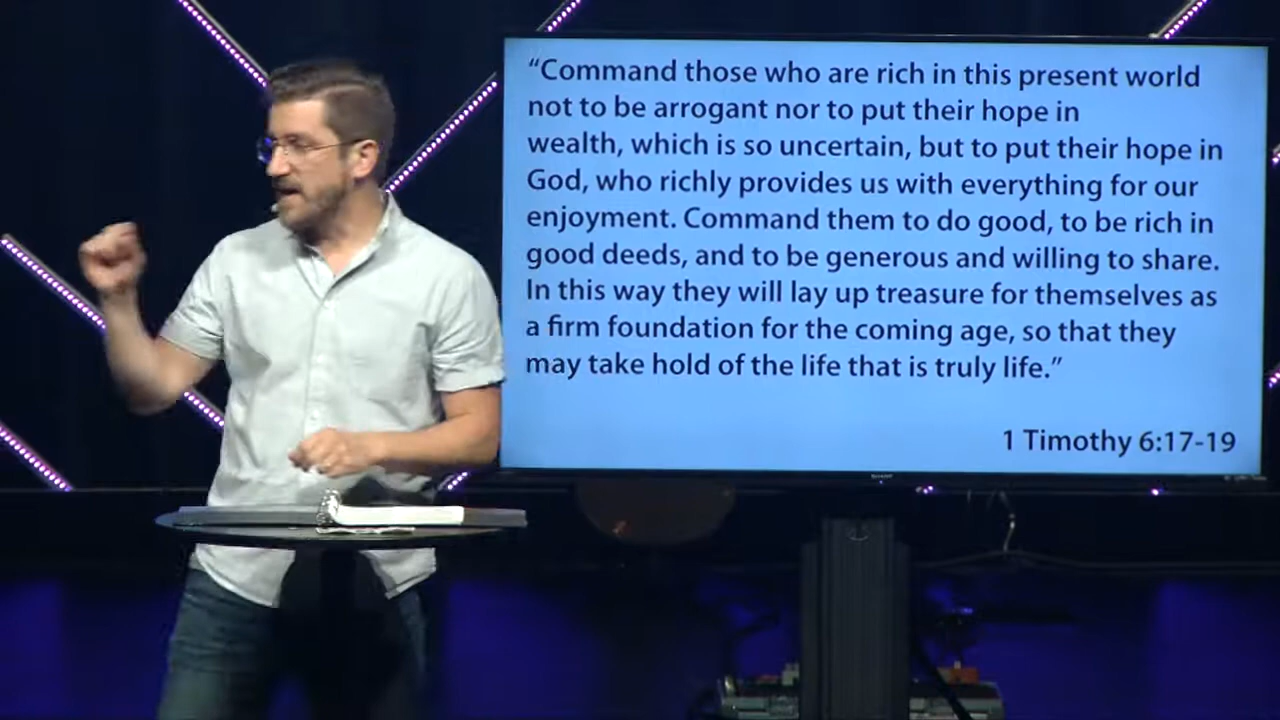 “Command those who are rich in this present world
not to be arrogant nor to put their hope in
wealth, which is so uncertain, but to put their hope in
God, who richly provides us with everything for our
enjoyment. Command them to do good, to be rich in
good deeds, and to be generous and willing to share.
In this way they will lay up treasure for themselves as
a firm foundation for the coming age, so that they
may take hold of the life that is truly life.”
1 Timothy 6:17-19